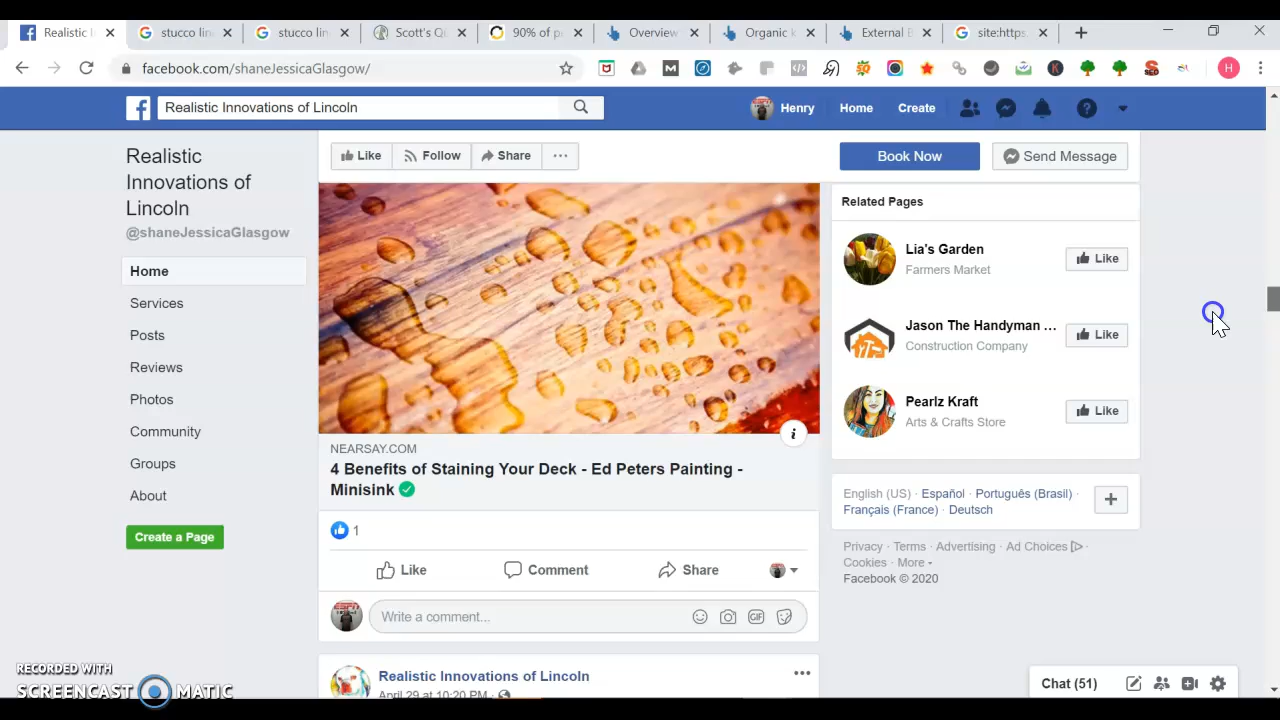 Realistic I
stucco lin
stucco lin
Scott's Qu
90% of p
Overview
Organic k
External B
site:https
facebook.com/shaneJessicaGlasgow/
H
Realistic Innovations of Lincoln
Henry
Home
Create
Realistic
Innovations of
Lincoln
@shaneJessicaGlasgow
Home
Services
Posts
Reviews
Photos
Community
Groups
About
Create a Page
Like
Follow
Share
Book Now
Send Message
NEARSAY.COM
4 Benefits of Staining Your Deck - Ed Peters Painting -
Minisink
1
Like
Comment
Share
Write a comment...
GIF
Realistic Innovations of Lincoln
April 29 at 10:20 PM
Related Pages
Lia's Garden
Farmers Market
Like
Jason The Handyman ...
Construction Company
Like
Pearlz Kraft
Arts & Crafts Store
Like
English (US) · Español · Português (Brasil) ·
Français (France) · Deutsch
Privacy · Terms · Advertising · Ad Choices ·
Cookies · More
Facebook © 2020
Chat (51)
RECORDED WITH
SCREENCAST MATIC